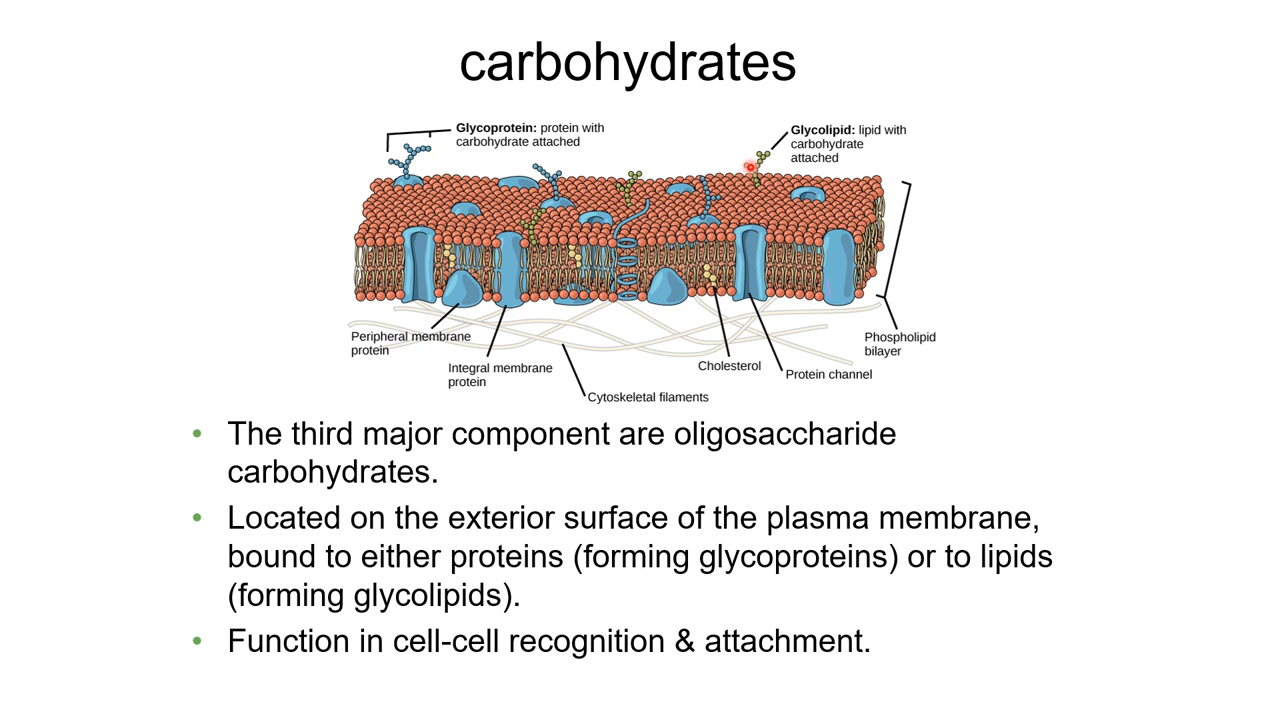 carbohydrates
Glycoprotein: protein with
carbohydrate attached
Glycolipid: lipid with
carbohydrate
attached
Peripheral membrane
protein
Integral membrane
protein
Cytoskeletal filaments
Cholesterol
Protein channel
Phospholipid
bilayer
• The third major component are oligosaccharide
carbohydrates.
• Located on the exterior surface of the plasma membrane,
bound to either proteins (forming glycoproteins) or to lipids
(forming glycolipids).
• Function in cell-cell recognition & attachment.